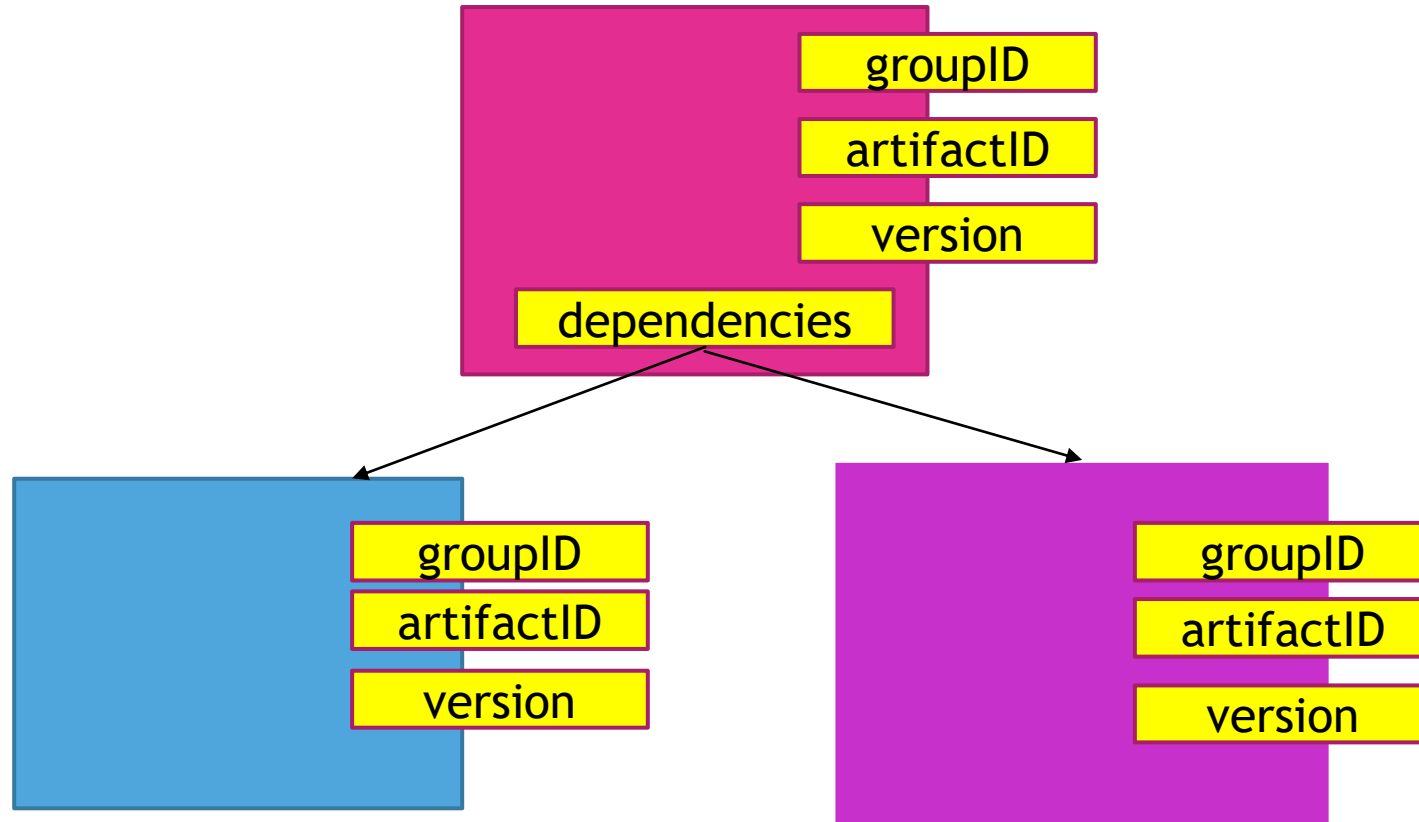 groupID
artifactID
version
dependencies
groupID
artifactID
version
groupID
artifactID
version